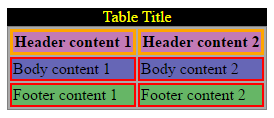 Table Title
Header content 1 Header content 2
Body content 1 Body content 2
Footer content 1 Footer content 2